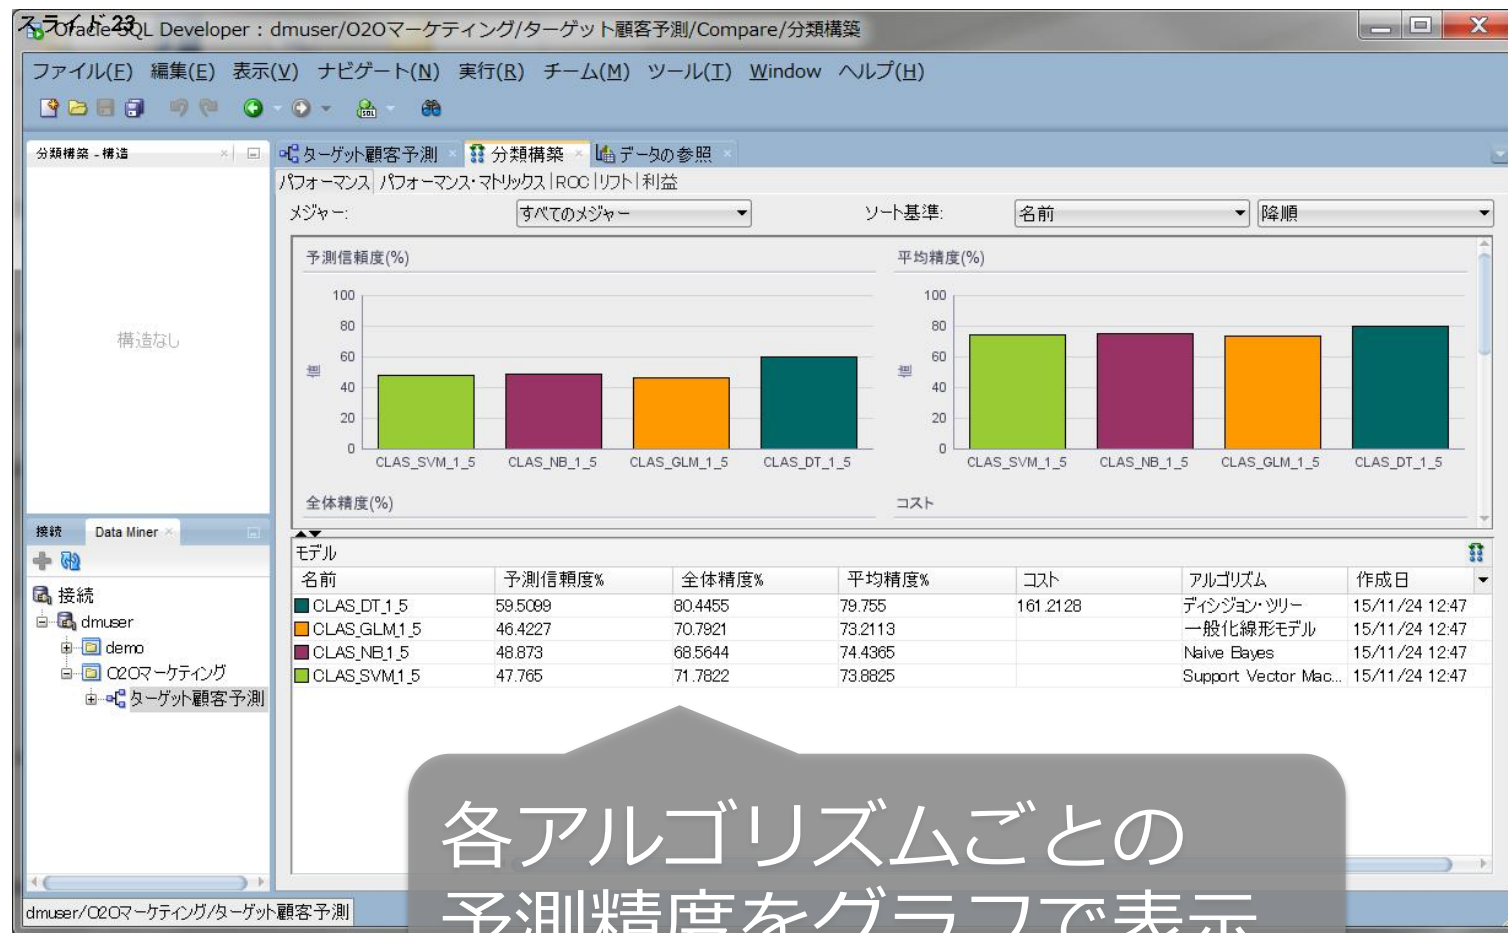 スライド 23
Oracle SQL Developer : dmuser/O2Oマーケティング/ターゲット顧客予測/Compare/分類構築
ファイル(F) 編集(E) 表示(V) ナビゲート(N) 実行(R) チーム(M) ツール(T) Window ヘルプ(H)
分類構築 - 構造
ターゲット顧客予測 分類構築 データの参照
パフォーマンス パフォーマンス・マトリックス ROC リフト 利益
メジャー: すべてのメジャー ソート基準: 名前 降順
構造なし
予測信頼度(%)
100
80
60
40
20
0
値
CLAS_SVM_1_5 CLAS_NB_1_5 CLAS_GLM_1_5 CLAS_DT_1_5
平均精度(%)
100
80
60
40
20
0
値
CLAS_SVM_1_5 CLAS_NB_1_5 CLAS_GLM_1_5 CLAS_DT_1_5
全体精度(%)
コスト
接続 Data Miner
接続
dmuser
demo
O2Oマーケティング
ターゲット顧客予測
モデル
名前 予測信頼度% 全体精度% 平均精度% コスト アルゴリズム 作成日
CLAS_DT_1_5 59.5099 80.4455 79.755 161.2128 ディシジョン・ツリー 15/11/24 12:47
CLAS_GLM_1_5 46.4227 70.7921 73.2113 一般化線形モデル 15/11/24 12:47
CLAS_NB_1_5 48.873 68.5644 74.4365 Naive Bayes 15/11/24 12:47
CLAS_SVM_1_5 47.765 71.7822 73.8825 Support Vector Mac... 15/11/24 12:47
各アルゴリズムごとの
予測精度をグラフで表示
dmuser/O2Oマーケティング/ターゲット顧客予測